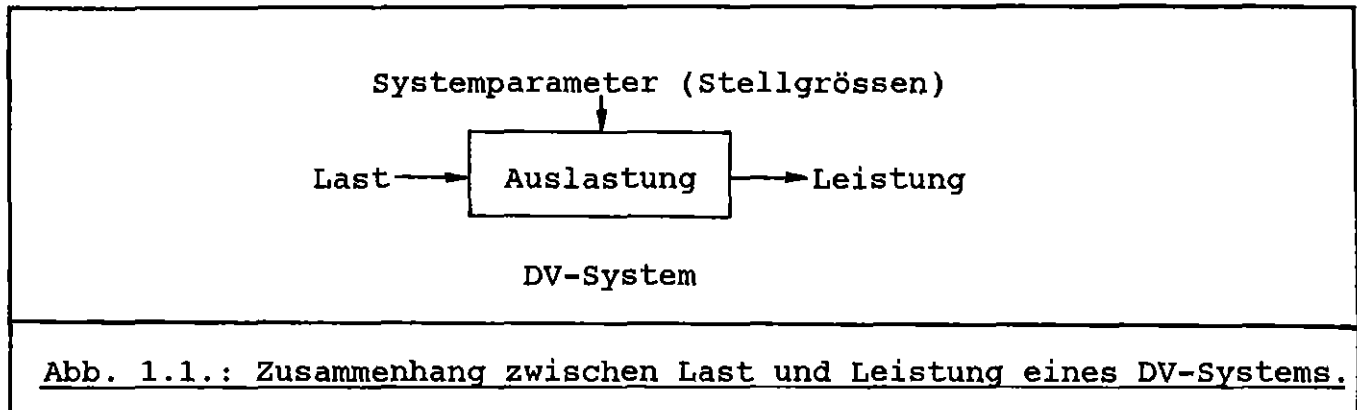 Systemparameter (Stellgrössen)
Last Auslastung Leistung
DV-System
Abb. 1.1.: Zusammenhang zwischen Last und Leistung eines DV-Systems.